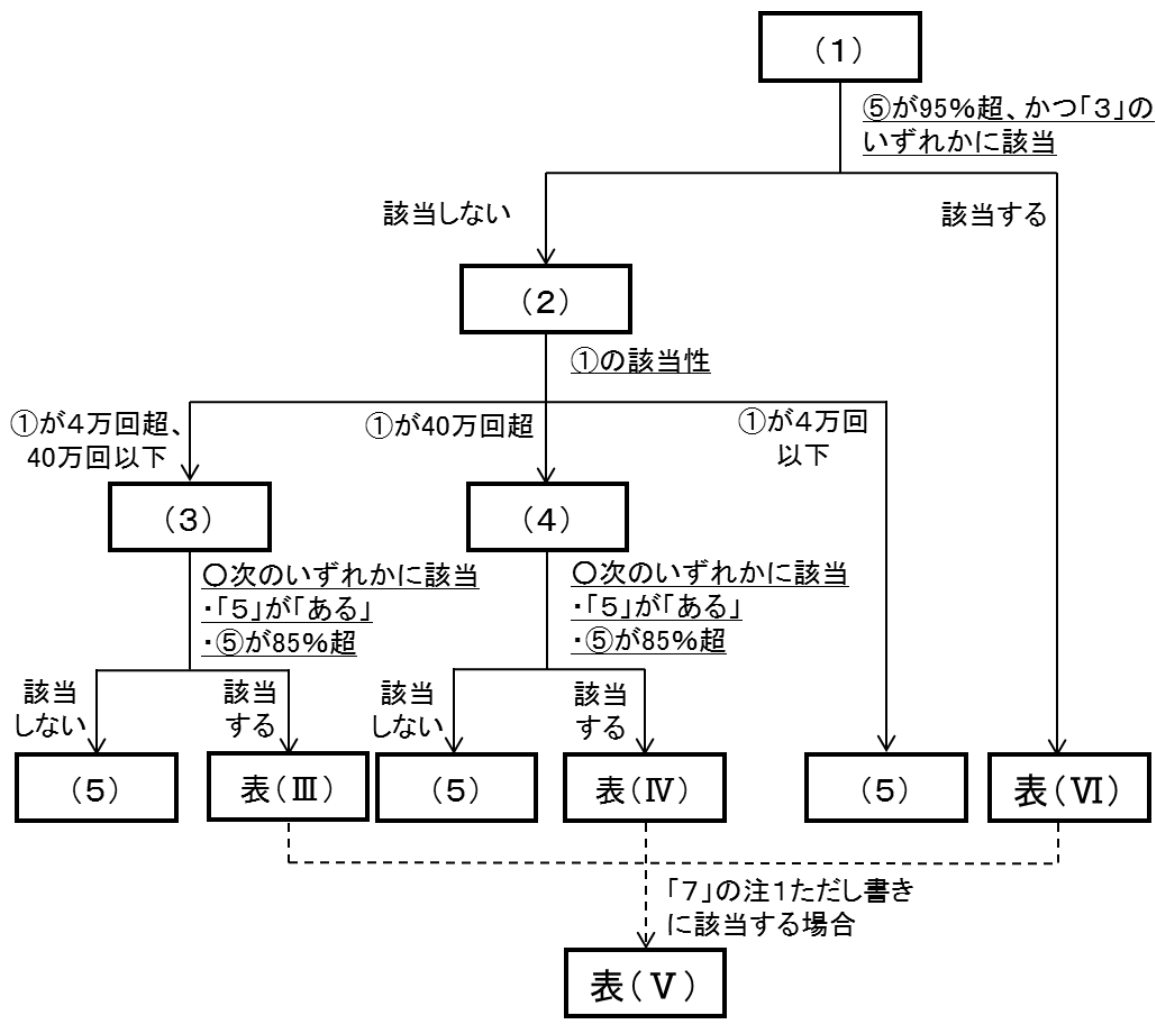 （１）
⑤が95％超、かつ「３」の
いずれかに該当
該当しない
該当する
（２）
①の該当性
①が４万回超、
40万回以下
①が40万回超
①が４万回
以下
（３）
（４）
○次のいずれかに該当
・「５」が「ある」
・⑤が85％超
○次のいずれかに該当
・「５」が「ある」
・⑤が85％超
該当
しない
該当
する
該当
しない
該当
する
（５）
表（Ⅲ）
（５）
表（Ⅳ）
（５）
表（Ⅵ）
「７」の注１ただし書き
に該当する場合
表（Ⅴ）